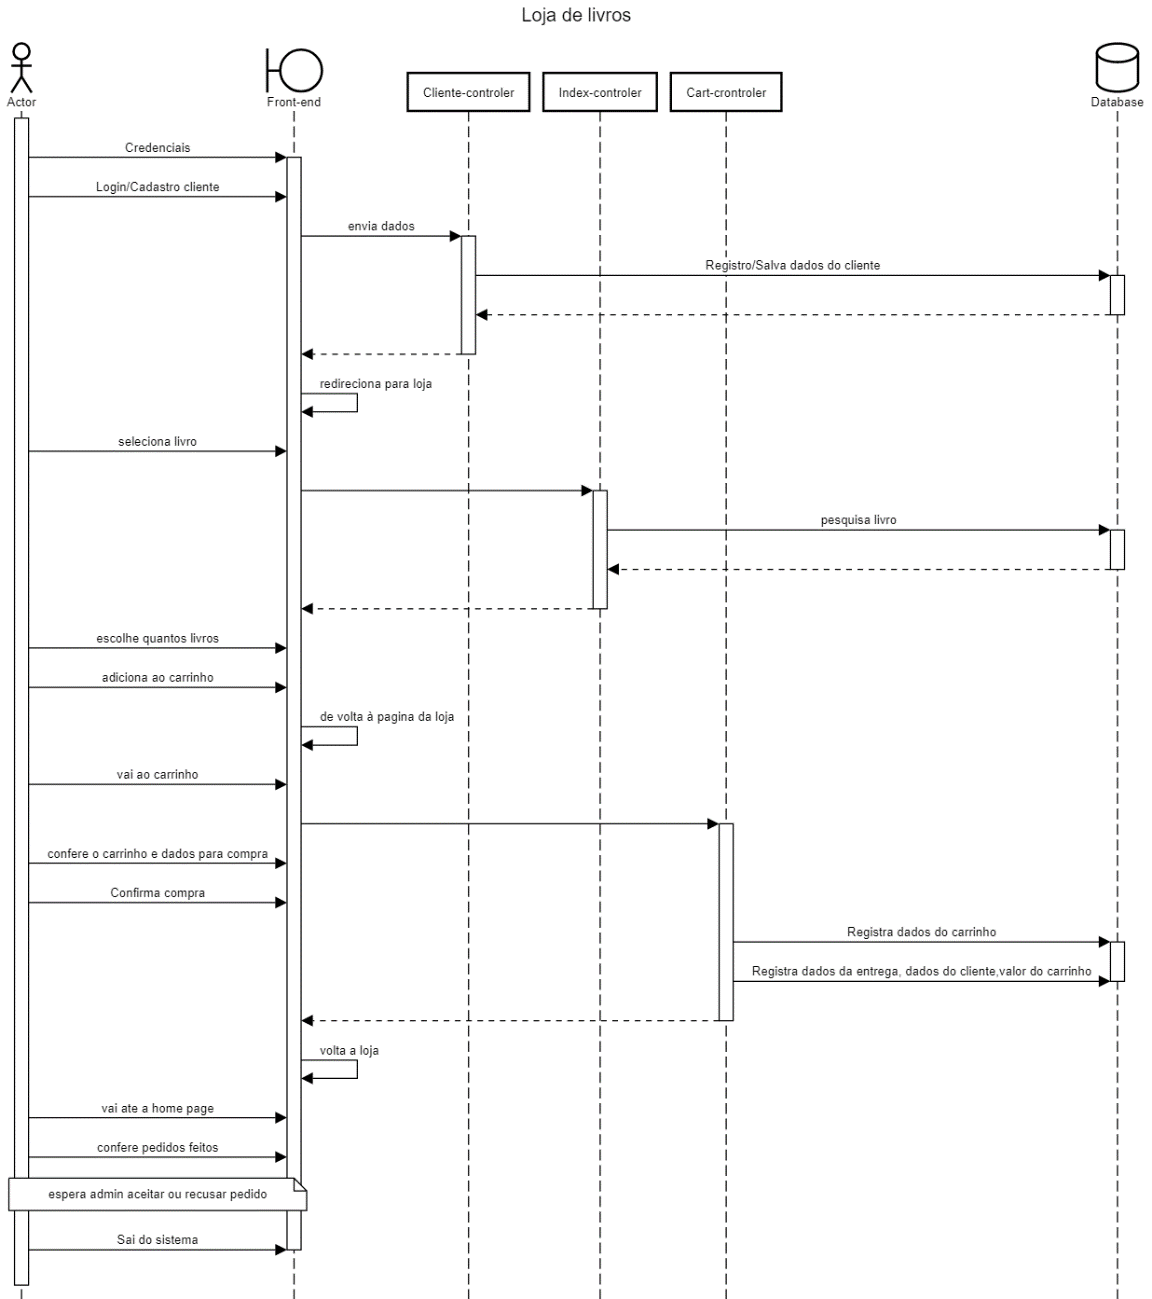 Loja de livros
Actor
Front-end
Cliente-controler
Index-controler
Cart-crontroler
Database
Credenciais
Login/Cadastro cliente
envia dados
Registro/Salva dados do cliente
redireciona para loja
seleciona livro
pesquisa livro
escolhe quantos livros
adiciona ao carrinho
de volta à pagina da loja
vai ao carrinho
confere o carrinho e dados para compra
Confirma compra
Registra dados do carrinho
Registra dados da entrega, dados do cliente,valor do carrinho
volta a loja
vai ate a home page
confere pedidos feitos
espera admin aceitar ou recusar pedido
Sai do sistema